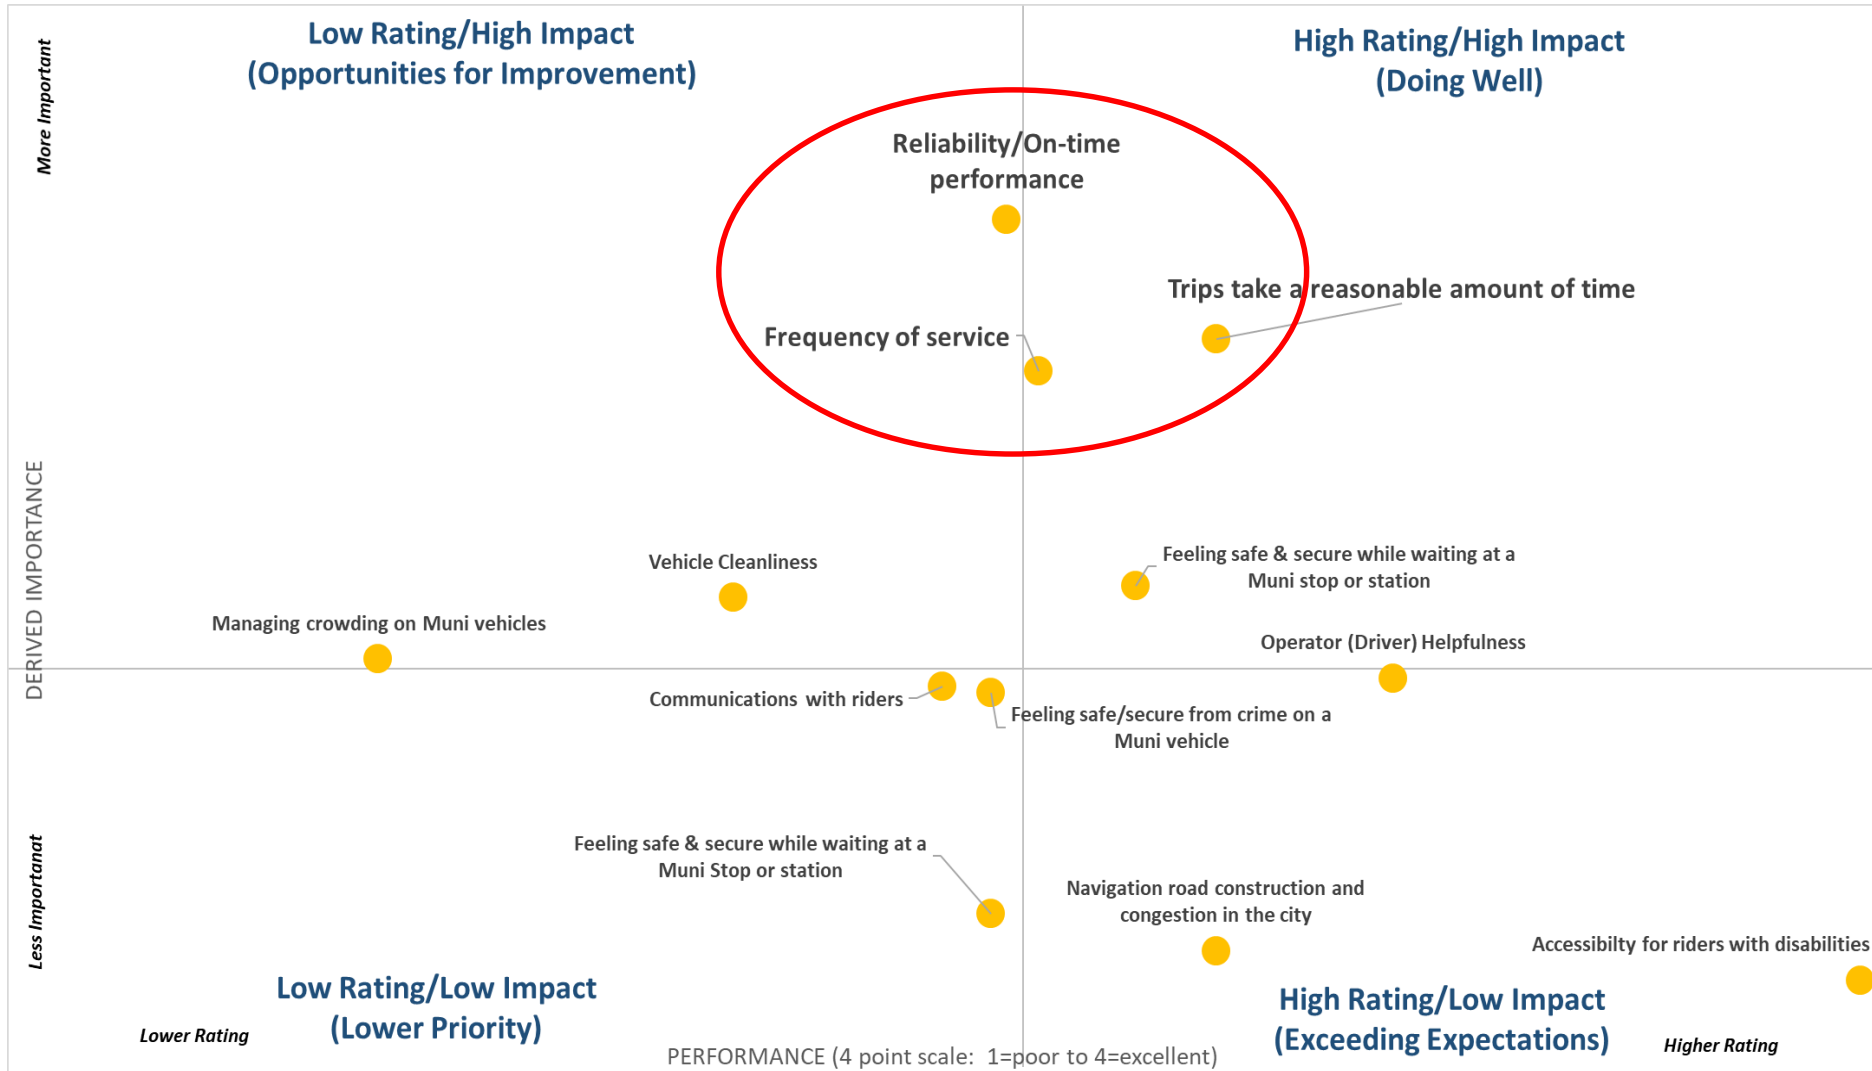 Low Rating/High Impact
(Opportunities for Improvement)
High Rating/High Impact
(Doing Well)
More Important
Reliability/On-time
performance
Trips take a reasonable amount of time
Frequency of service
DERIVED IMPORTANCE
Vehicle Cleanliness
Feeling safe & secure while waiting at a
Muni stop or station
Managing crowding on Muni vehicles
Operator (Driver) Helpfulness
Communications with riders
Feeling safe/secure from crime on a
Muni vehicle
Feeling safe & secure while waiting at a
Muni Stop or station
Navigation road construction and
congestion in the city
Accessibilty for riders with disabilities
Less Importanat
Low Rating/Low Impact
(Lower Priority)
High Rating/Low Impact
(Exceeding Expectations)
Lower Rating
PERFORMANCE (4 point scale: 1=poor to 4=excellent)
Higher Rating